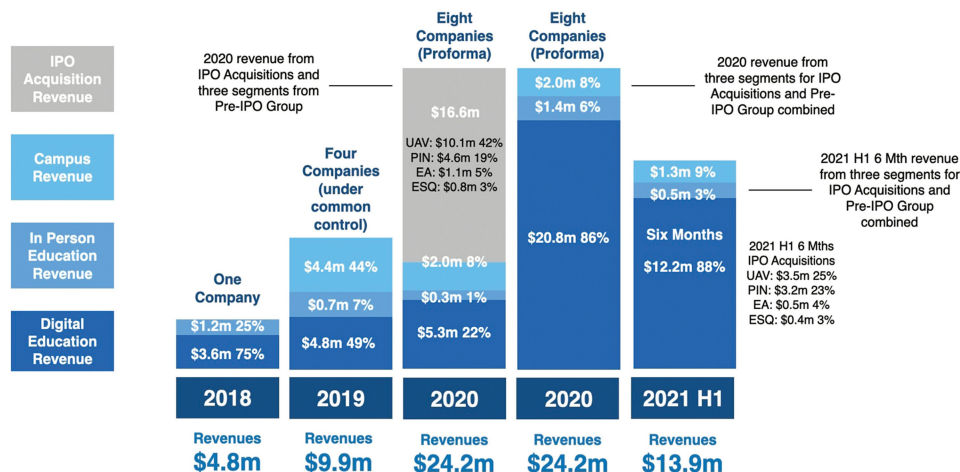 IPO
Acquisition
Revenue
Campus
Revenue
In Person
Education
Revenue
Digital
Education
Revenue
One
Company
$1.2m 25%
$3.6m 75%
2018
Revenues
$4.8m
Four
Companies
(under
common
control)
$4.4m 44%
$0.7m 7%
$4.8m 49%
2019
Revenues
$9.9m
2020 revenue from
IPO Acquisitions and
three segments from
Pre-IPO Group
Eight
Companies
(Proforma)
$16.6m
UAV: $10.1m 42%
PIN: $4.6m 19%
EA: $1.1m 5%
ESQ: $0.8m 3%
$2.0m 8%
$0.3m 1%
$5.3m 22%
2020
Revenues
$24.2m
Eight
Companies
(Proforma)
$2.0m 8%
$1.4m 6%
$20.8m 86%
2020
Revenues
$24.2m
2020 revenue from
three segments for IPO
Acquisitions and Pre-
IPO Group combined
$1.3m 9%
$0.5m 3%
Six Months
$12.2m 88%
2021 H1
Revenues
$13.9m
2021 H1 6 Mth revenue
from three segments for
IPO Acquisitions and
Pre-IPO Group
combined
2021 H1 6 Mths
IPO Acquisitions
UAV: $3.5m 25%
PIN: $3.2m 23%
EA: $0.5m 4%
ESQ: $0.4m 3%